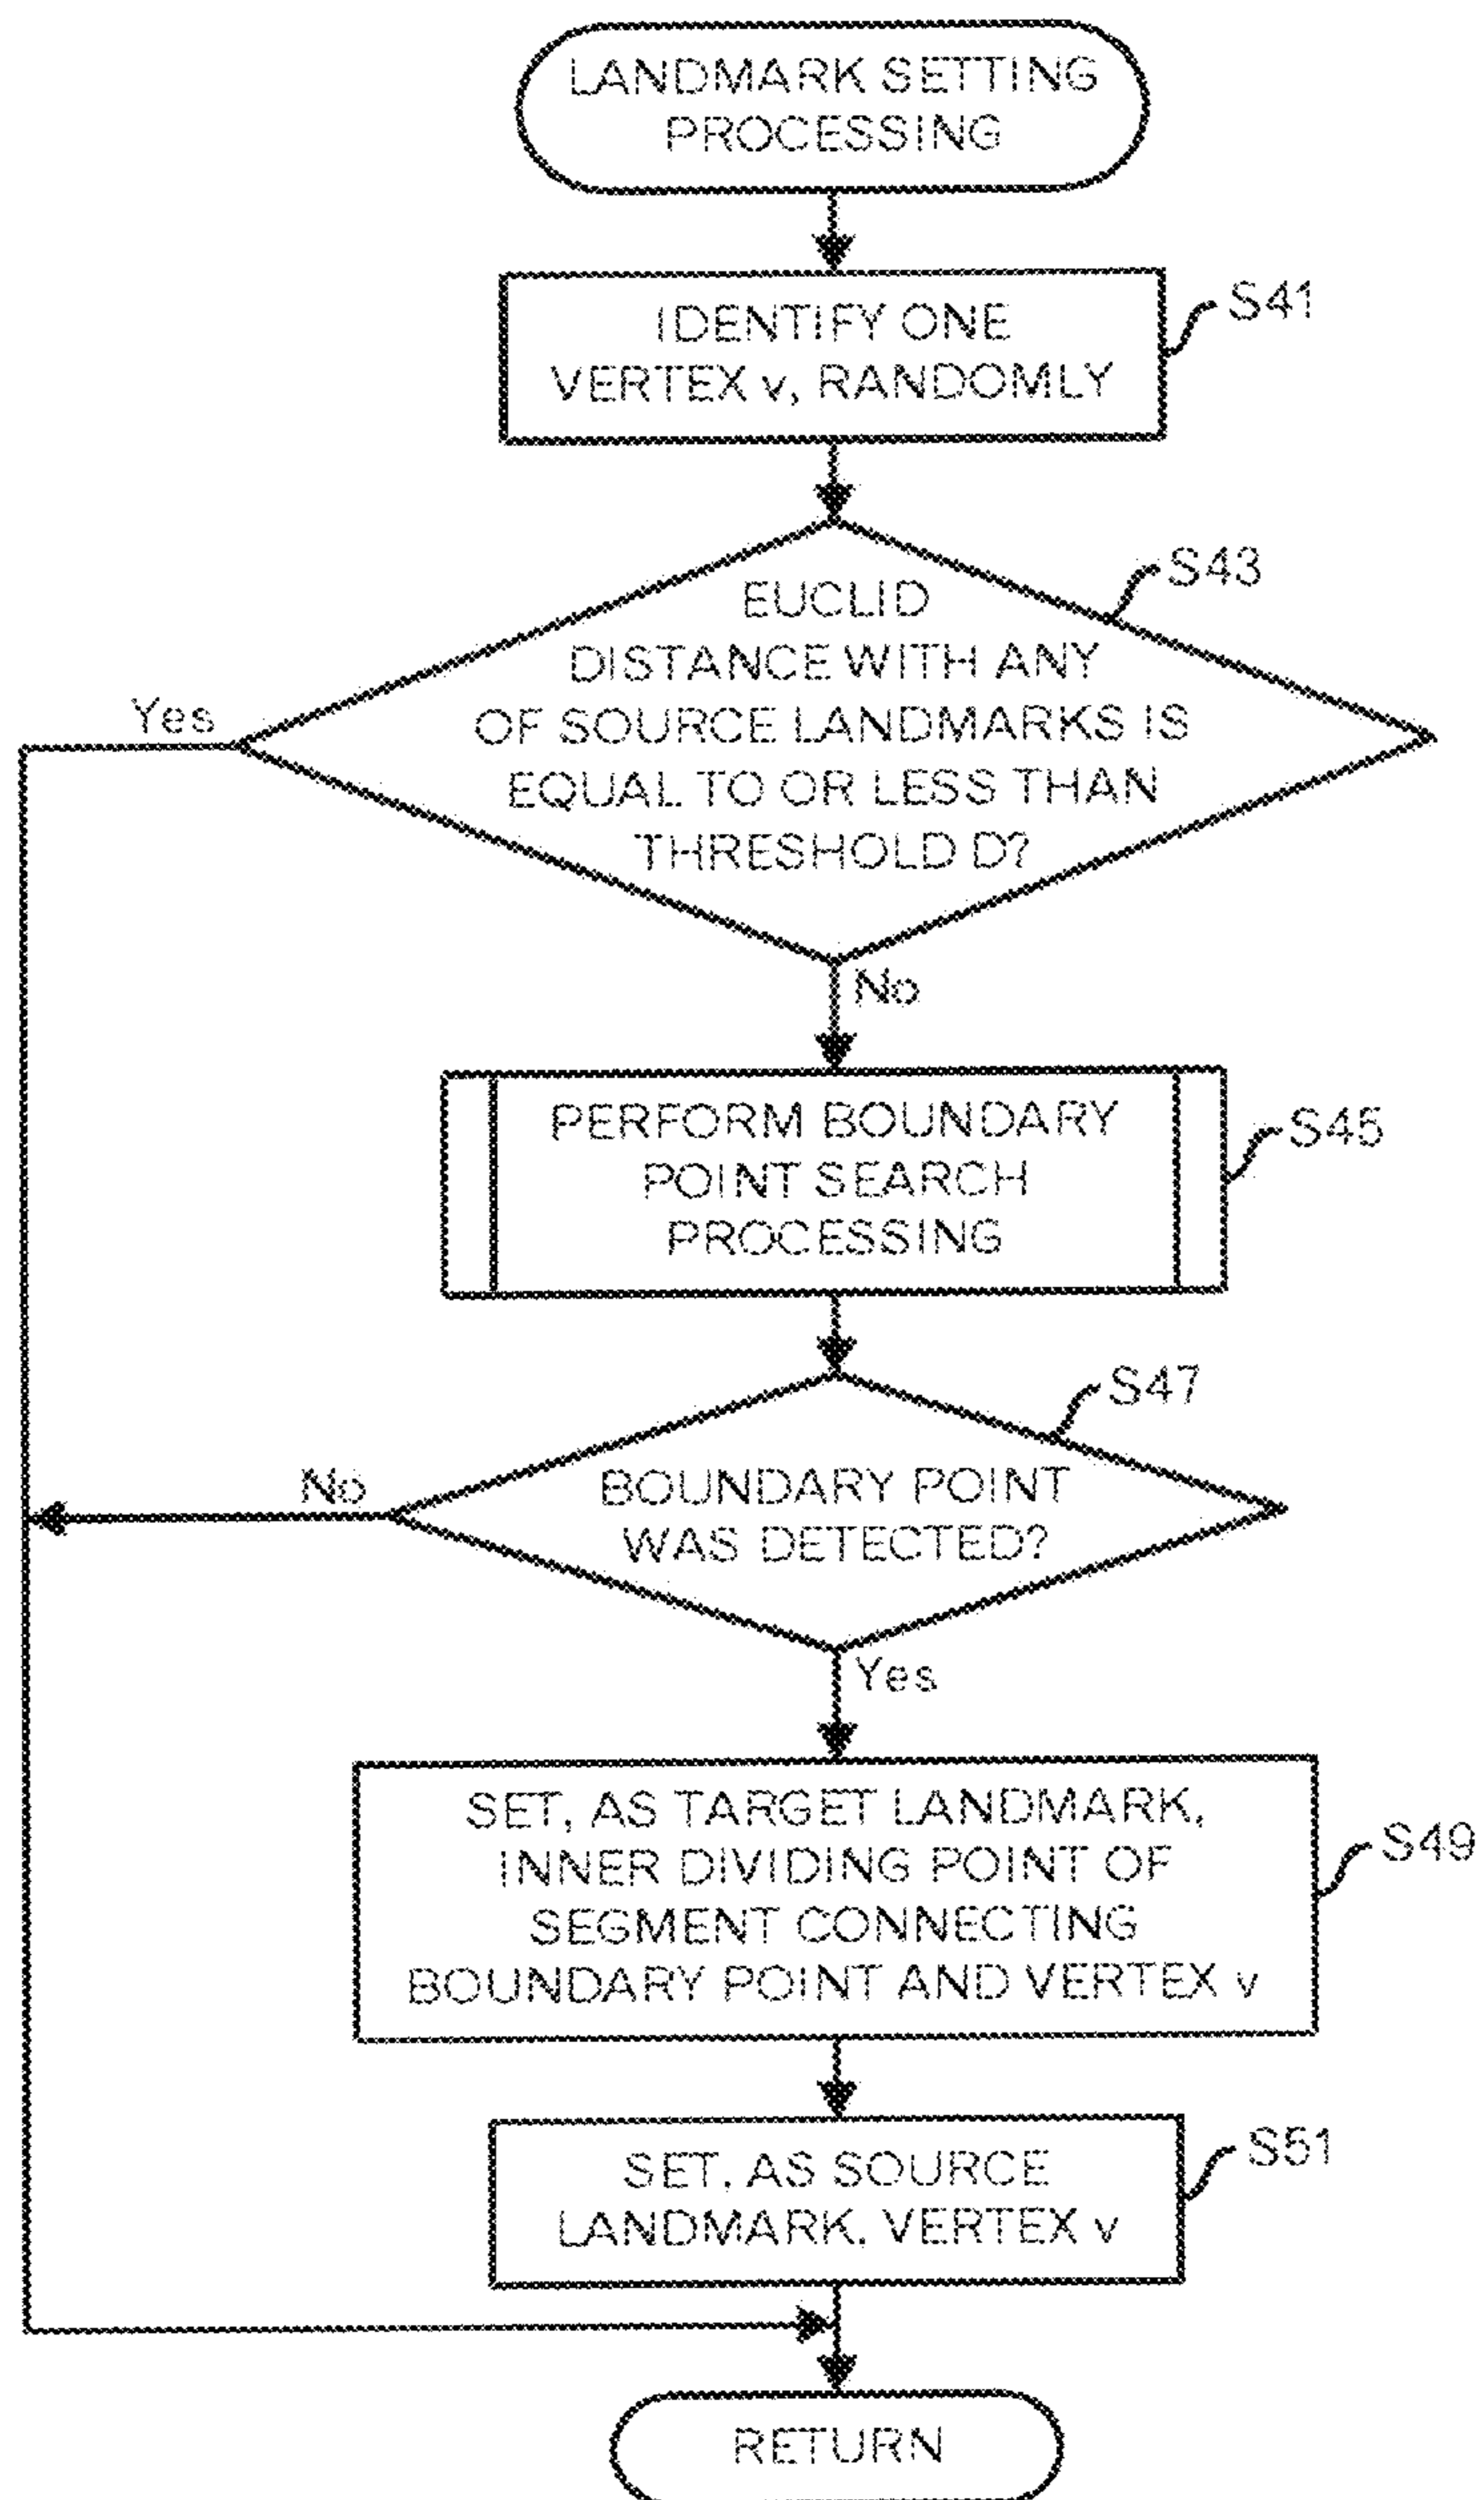 LANDMARK SETTING
PROCESSING
IDENTIFY ONE
VERTEX v, RANDOMLY
S41
EUCLID
DISTANCE WITH ANY
OF SOURCE LANDMARKS IS
EQUAL TO OR LESS THAN
THRESHOLD D?
S43
Yes
No
PERFORM BOUNDARY
POINT SEARCH
PROCESSING
S45
BOUNDARY POINT
WAS DETECTED?
S47
No
Yes
SET, AS TARGET LANDMARK,
INNER DIVIDING POINT OF
SEGMENT CONNECTING
BOUNDARY POINT AND VERTEX v
S49
SET, AS SOURCE
LANDMARK, VERTEX v
S51
RETURN